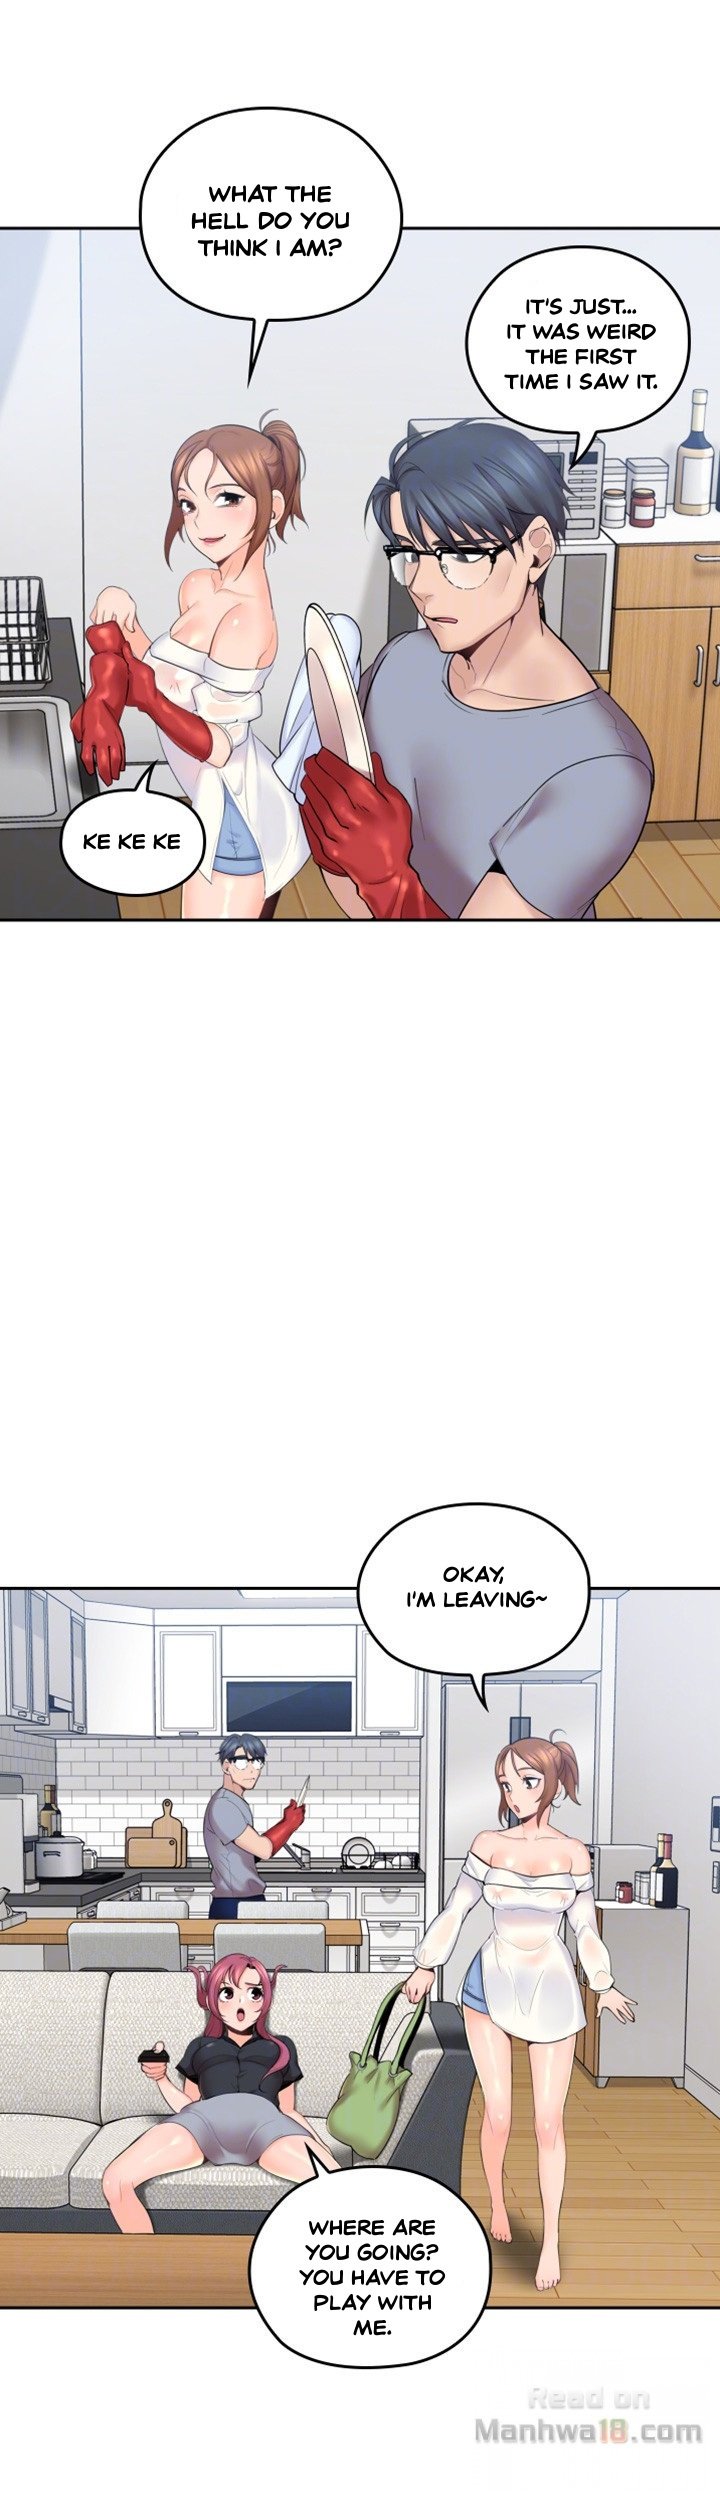 WHAT THE
HELL DO YOU
THINK I AM?
IT'S JUST...
IT WAS WEIRD
THE FIRST
TIME I SAW IT.
KE KE KE
OKAY,
I'M LEAVING~
WHERE ARE
YOU GOING?
YOU HAVE TO
PLAY WITH
ME.
Read on
Manhwa18.com